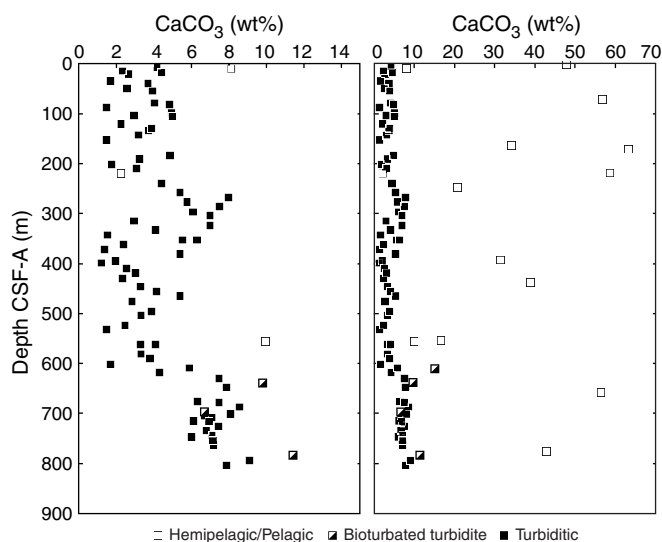 CaCO3 (wt%) CaCO3 (wt%)
0 2 4 6 8 10 12 14 0 10 20 30 40 50 60 70
0
100
200
300
400
500
600
700
800
900
Depth CSF-A (m)
Hemipelagic/Pelagic Bioturbated turbidite Turbiditic